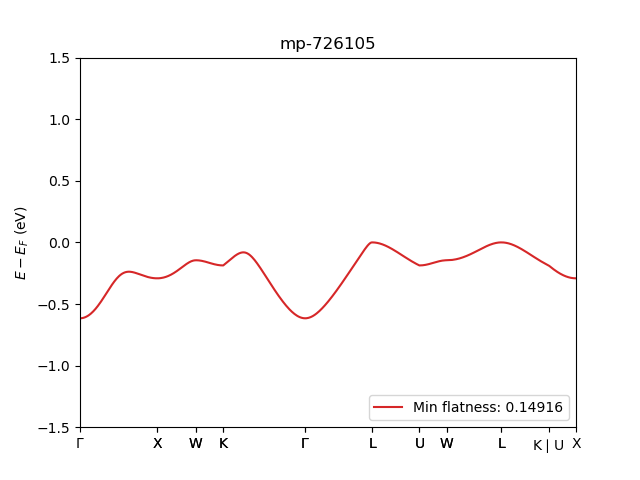 mp-726105
E − E_F (eV)
1.5
1.0
0.5
0.0
−0.5
−1.0
−1.5
Min flatness: 0.14916
Γ X W K Γ L U W L K | U X